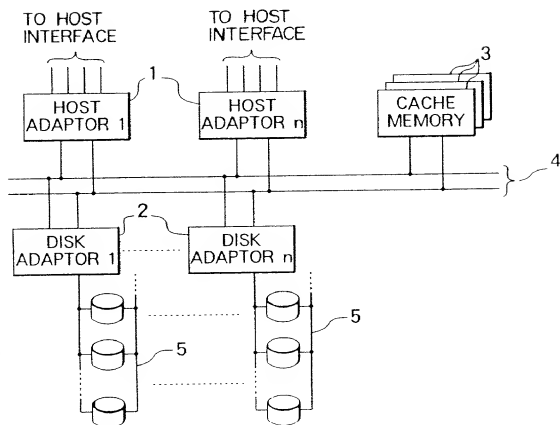 TO HOST
INTERFACE
TO HOST
INTERFACE
1
3
HOST
ADAPTOR 1
HOST
ADAPTOR n
CACHE
MEMORY
4
2
DISK
ADAPTOR 1
DISK
ADAPTOR n
5
5